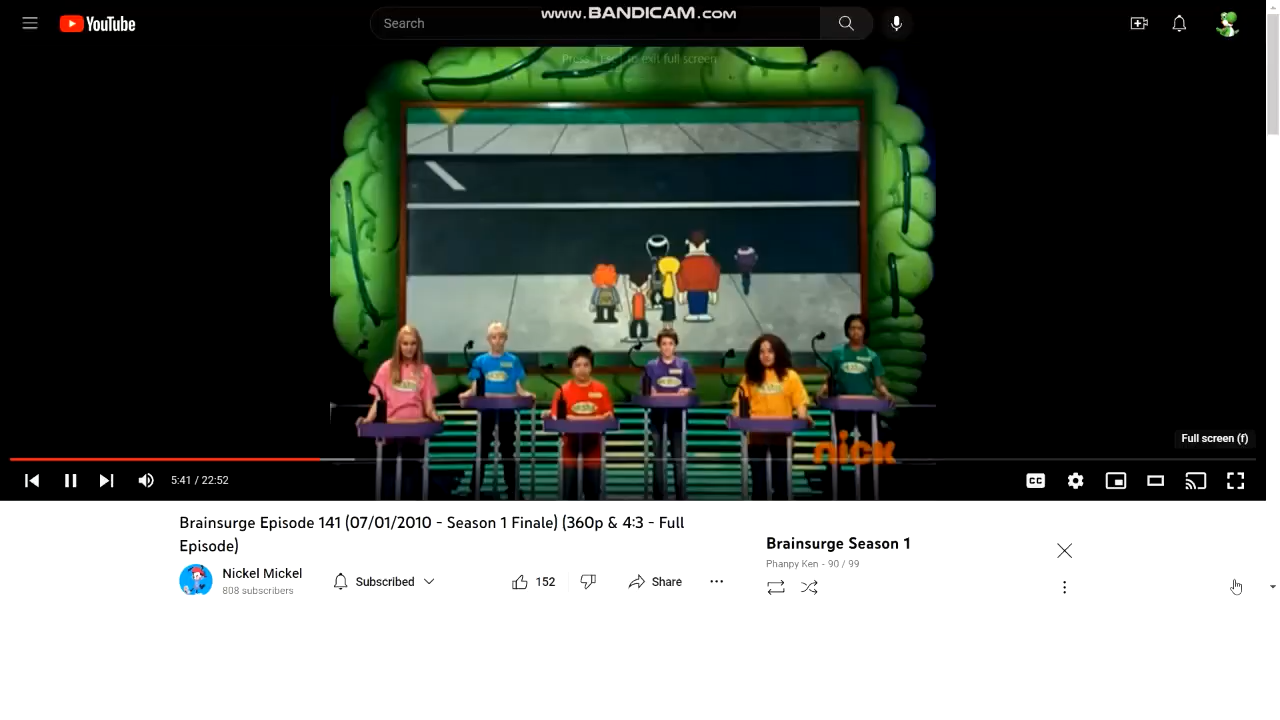 www.BANDICAM.com
YouTube
Search
Press Esc to exit full screen
nick
Full screen (f)
5:41 / 22:52
CC
Brainsurge Episode 141 (07/01/2010 - Season 1 Finale) (360p & 4:3 - Full
Episode)
Nickel Mickel
808 subscribers
Subscribed
152
Share
Brainsurge Season 1
Phanpy Ken - 90 / 99